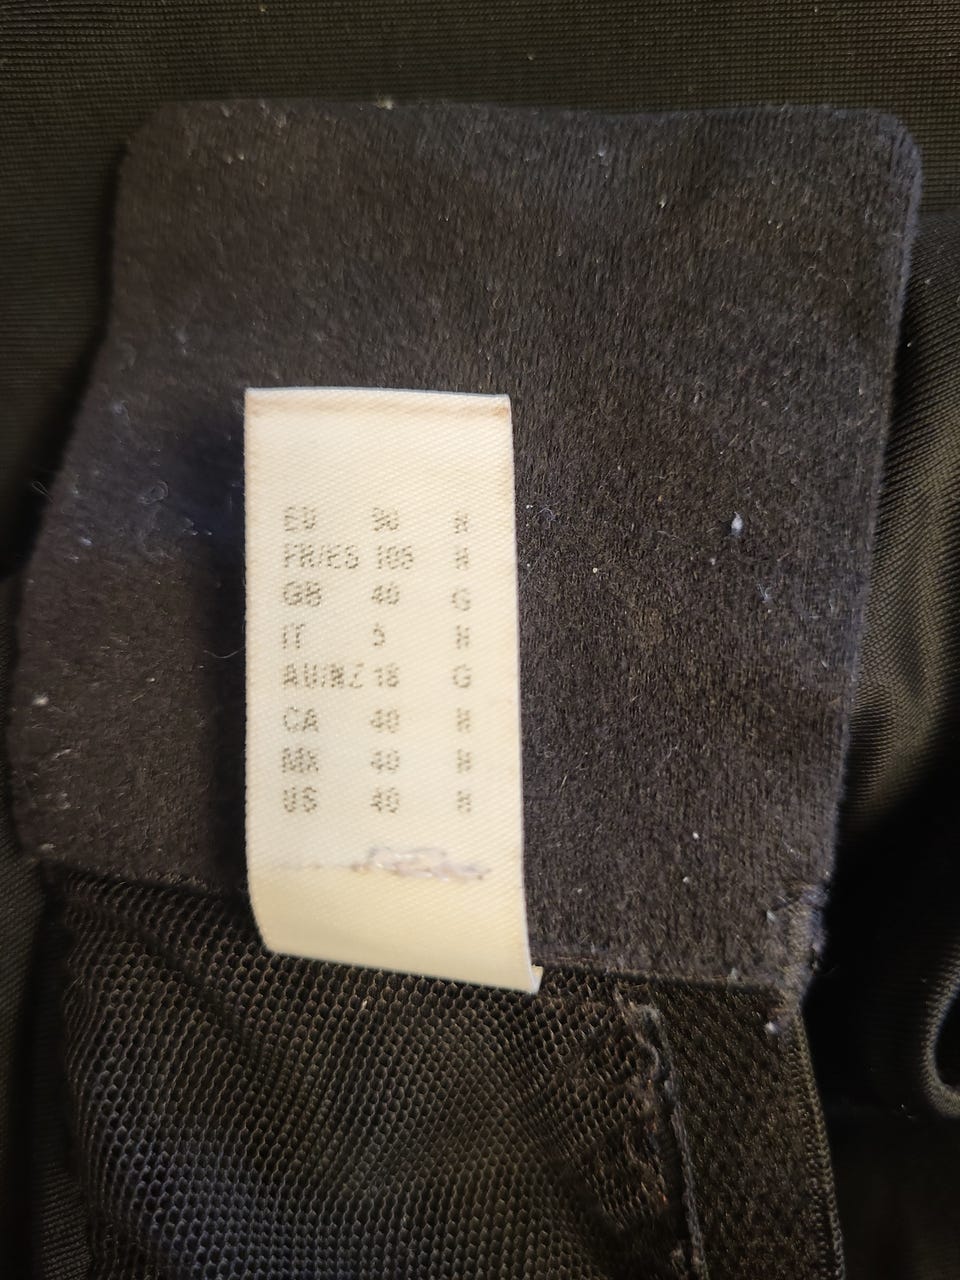 EU 90 H
FR/ES 105 H
GB 40 G
IT 5 H
AU/NZ 18 G
CA 40 H
MX 40 H
US 40 H